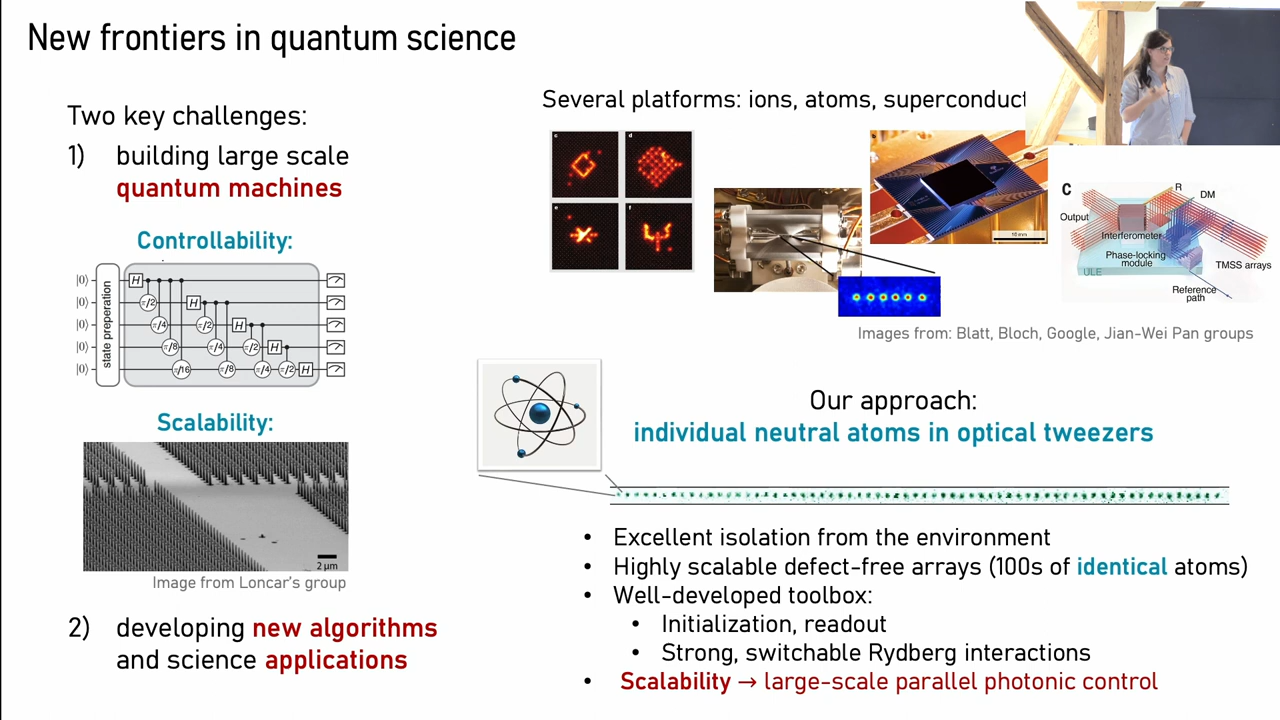 New frontiers in quantum science
Two key challenges:
1) building large scale
quantum machines
Controllability:
|0⟩
|0⟩
|0⟩
|0⟩
|0⟩
state preperation
H
π/2
H
π/4
π/2
H
π/8
π/4
π/2
H
π/16
π/8
π/4
π/2
H
Scalability:
2 µm
Image from Loncar's group
2) developing new algorithms
and science applications
Several platforms: ions, atoms, superconduct
c
d
e
f
10 mm
C
R
DM
Output
Interferometer
Phase-locking
module
ULE
TMSS arrays
Reference
path
Images from: Blatt, Bloch, Google, Jian-Wei Pan groups
Our approach:
individual neutral atoms in optical tweezers
• Excellent isolation from the environment
• Highly scalable defect-free arrays (100s of identical atoms)
• Well-developed toolbox:
• Initialization, readout
• Strong, switchable Rydberg interactions
• Scalability → large-scale parallel photonic control